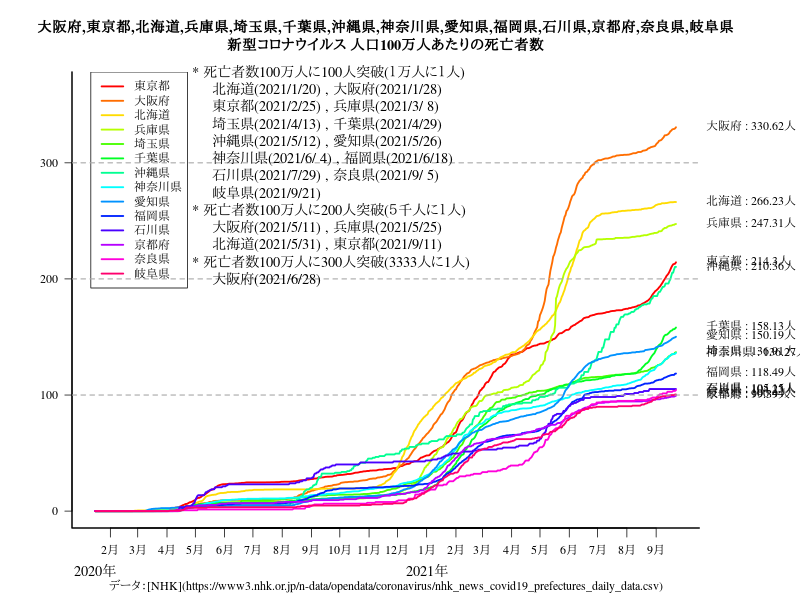 大阪府,東京都,北海道,兵庫県,埼玉県,千葉県,沖縄県,神奈川県,愛知県,福岡県,石川県,京都府,奈良県,岐阜県
新型コロナウイルス 人口100万人あたりの死亡者数
東京都
大阪府
北海道
兵庫県
埼玉県
千葉県
沖縄県
神奈川県
愛知県
福岡県
石川県
京都府
奈良県
岐阜県
* 死亡者数100万人に100人突破(1万人に1人)
北海道(2021/1/20) , 大阪府(2021/1/28)
東京都(2021/2/25) , 兵庫県(2021/3/ 8)
埼玉県(2021/4/13) , 千葉県(2021/4/29)
沖縄県(2021/5/12) , 愛知県(2021/5/26)
神奈川県(2021/6/ 4) , 福岡県(2021/6/18)
石川県(2021/7/29) , 奈良県(2021/9/ 5)
岐阜県(2021/9/21)
* 死亡者数100万人に200人突破(5千人に1人)
大阪府(2021/5/11) , 兵庫県(2021/5/25)
北海道(2021/5/31) , 東京都(2021/9/11)
* 死亡者数100万人に300人突破(3333人に1人)
大阪府(2021/6/28)
300
200
100
0
大阪府 : 330.62人
北海道 : 266.23人
兵庫県 : 247.31人
東京都 : 214.3人
沖縄県 : 210.56人
千葉県 : 158.13人
愛知県 : 150.19人
福岡県 : 118.49人
2月 3月 4月 5月 6月 7月 8月 9月 10月 11月 12月 1月 2月 3月 4月 5月 6月 7月 8月 9月
2020年 2021年
データ:[NHK](https://www3.nhk.or.jp/n-data/opendata/coronavirus/nhk_news_covid19_prefectures_daily_data.csv)